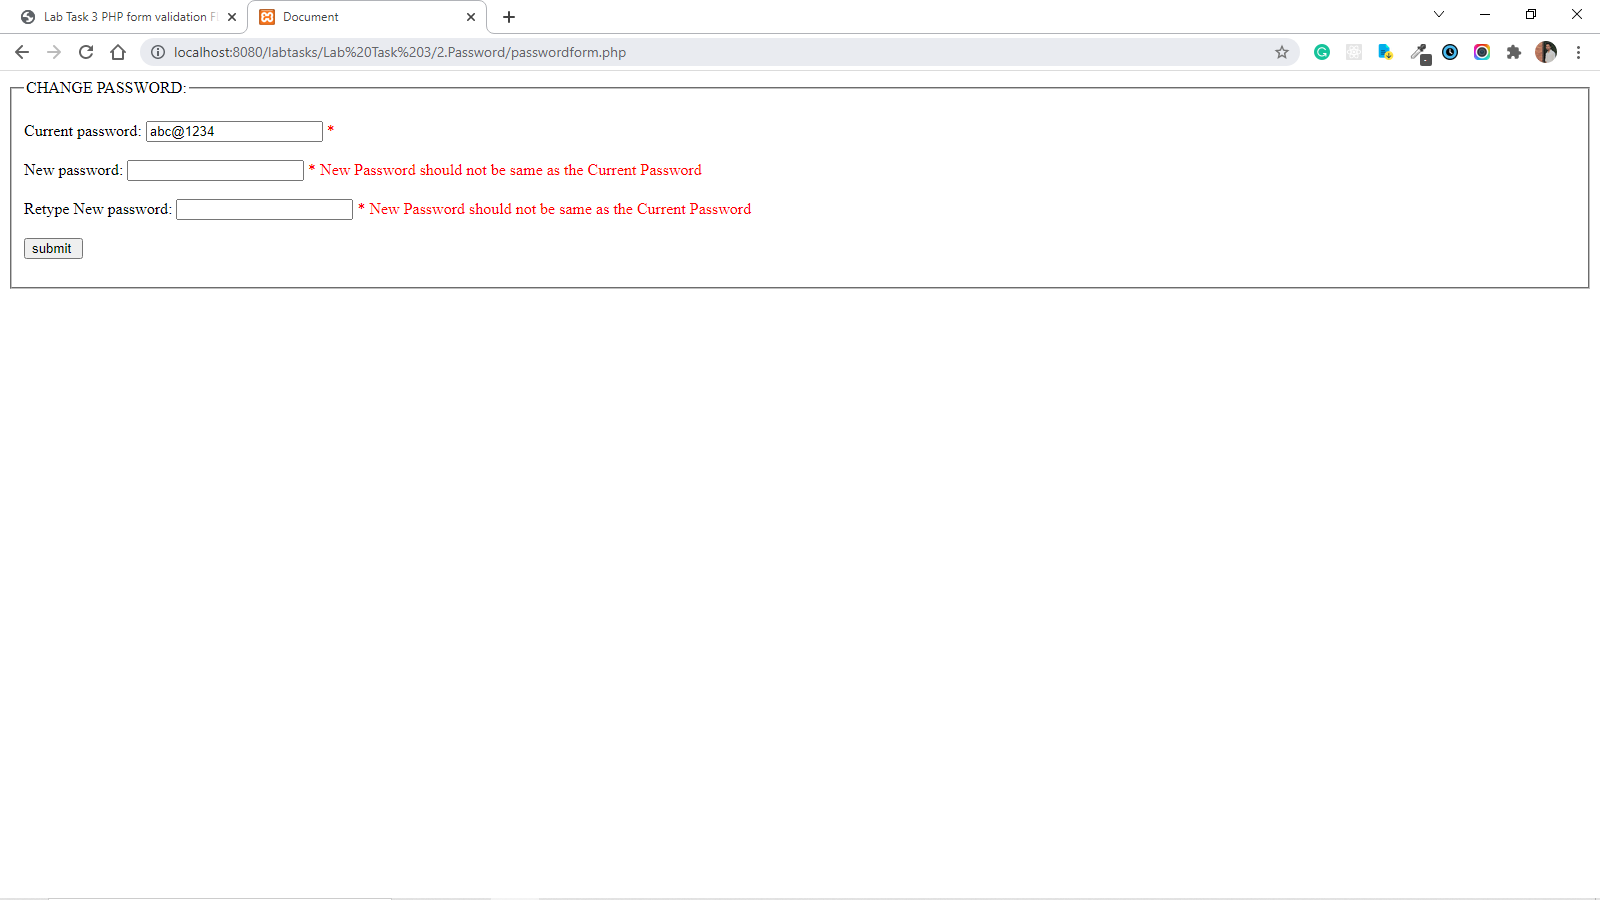 Lab Task 3 PHP form validation F
Document
localhost:8080/labtasks/Lab%20Task%203/2.Password/passwordform.php
CHANGE PASSWORD:
Current password: abc@1234 *
New password: * New Password should not be same as the Current Password
Retype New password: * New Password should not be same as the Current Password
submit